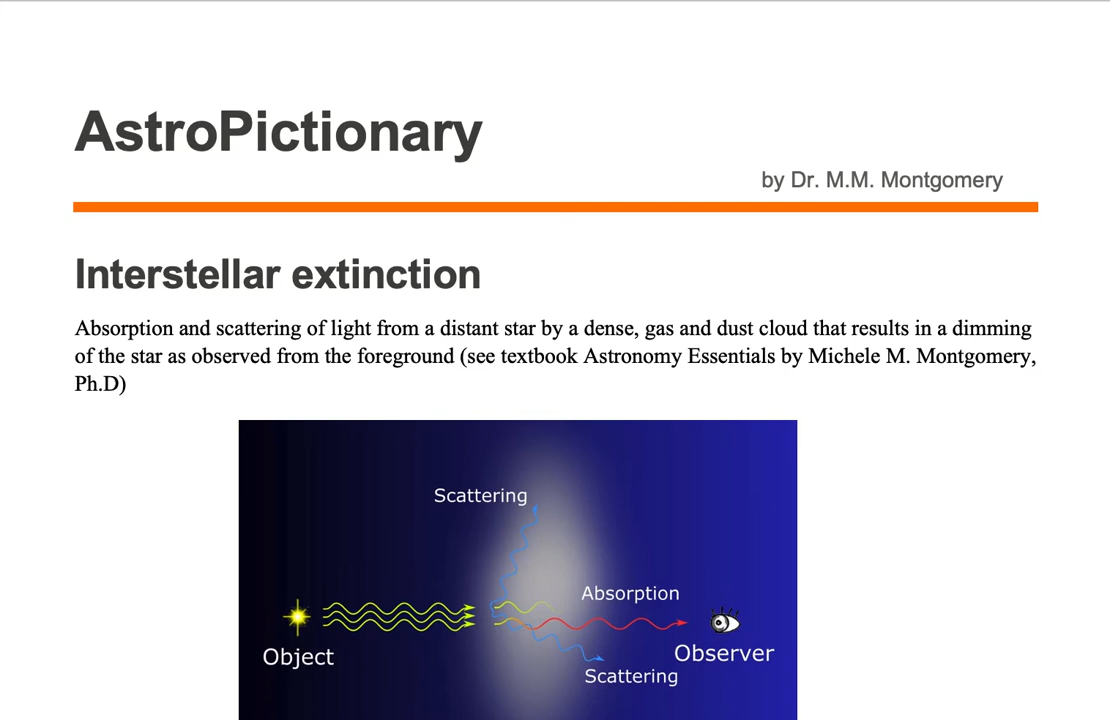 AstroPictionary
by Dr. M.M. Montgomery
Interstellar extinction
Absorption and scattering of light from a distant star by a dense, gas and dust cloud that results in a dimming
of the star as observed from the foreground (see textbook Astronomy Essentials by Michele M. Montgomery,
Ph.D)
Scattering
Absorption
Object
Observer
Scattering